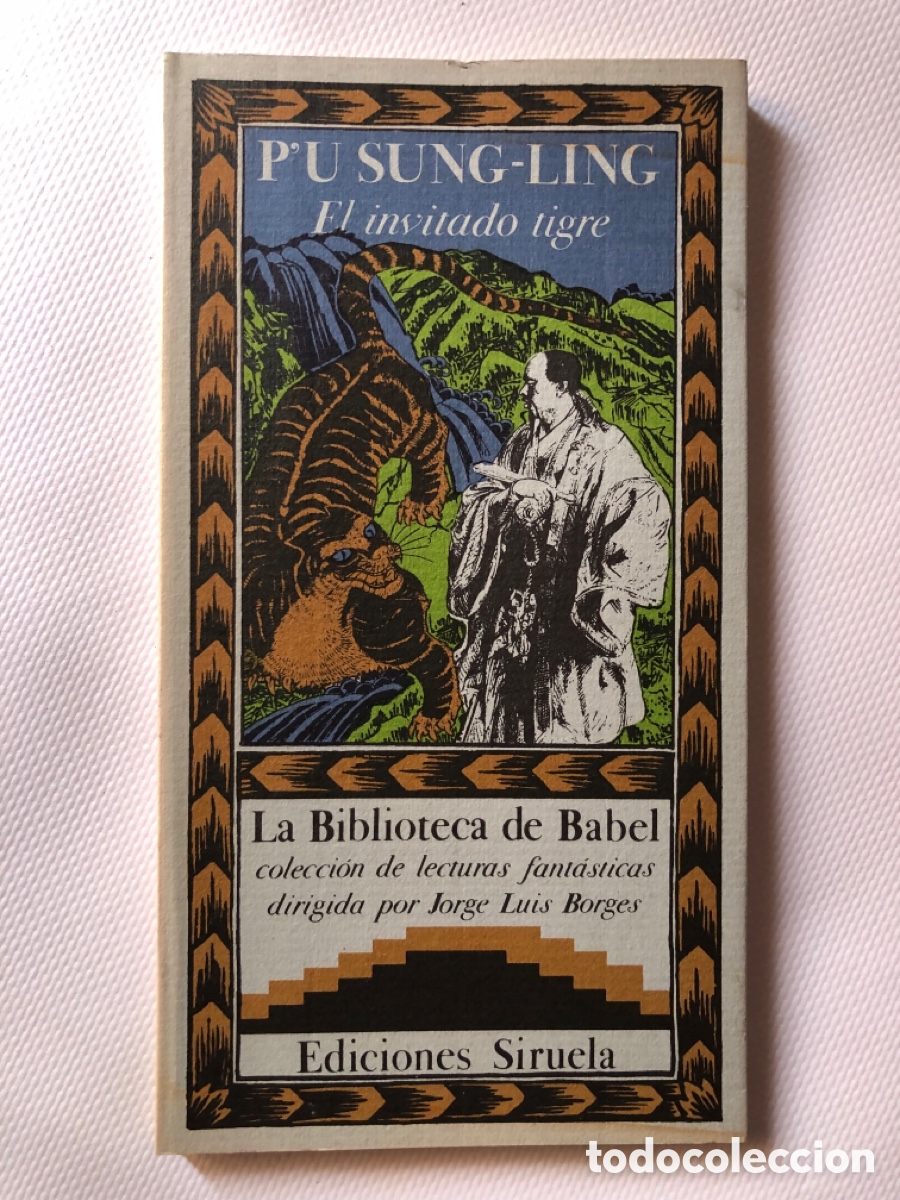 P'U SUNG-LING
El invitado tigre
La Biblioteca de Babel
colección de lecturas fantásticas
dirigida por Jorge Luis Borges
Ediciones Siruela
todocoleccion